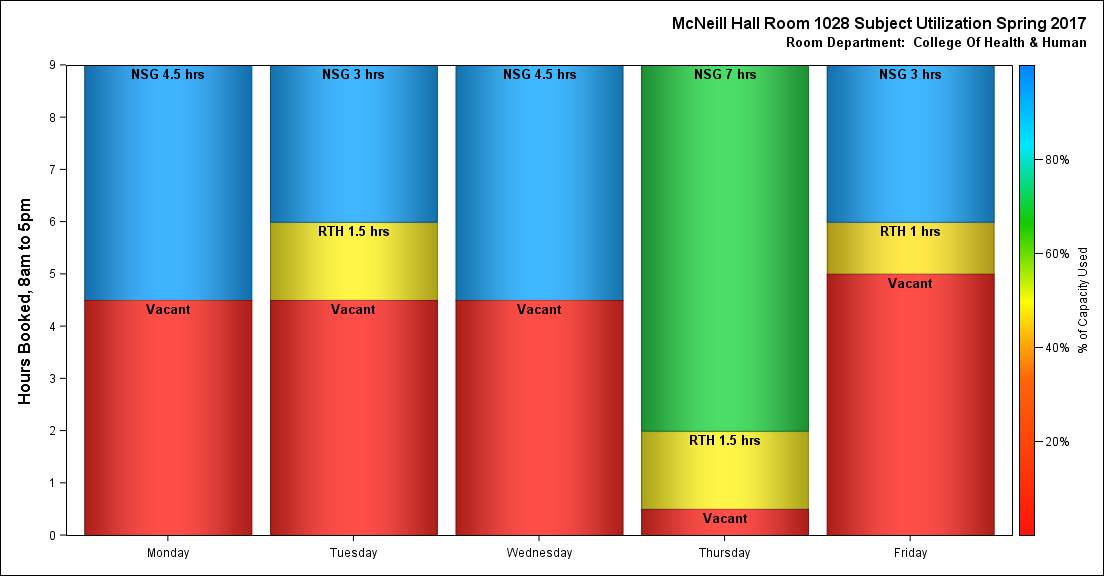 McNeill Hall Room 1028 Subject Utilization Spring 2017
Room Department:  College Of Health & Human
Hours Booked, 8am to 5pm
9
8
7
6
5
4
3
2
1
0
NSG 4.5 hrs
Vacant
NSG 3 hrs
RTH 1.5 hrs
Vacant
NSG 4.5 hrs
Vacant
NSG 7 hrs
RTH 1.5 hrs
Vacant
NSG 3 hrs
RTH 1 hrs
Vacant
Monday
Tuesday
Wednesday
Thursday
Friday
80%
60%
40%
20%
% of Capacity Used